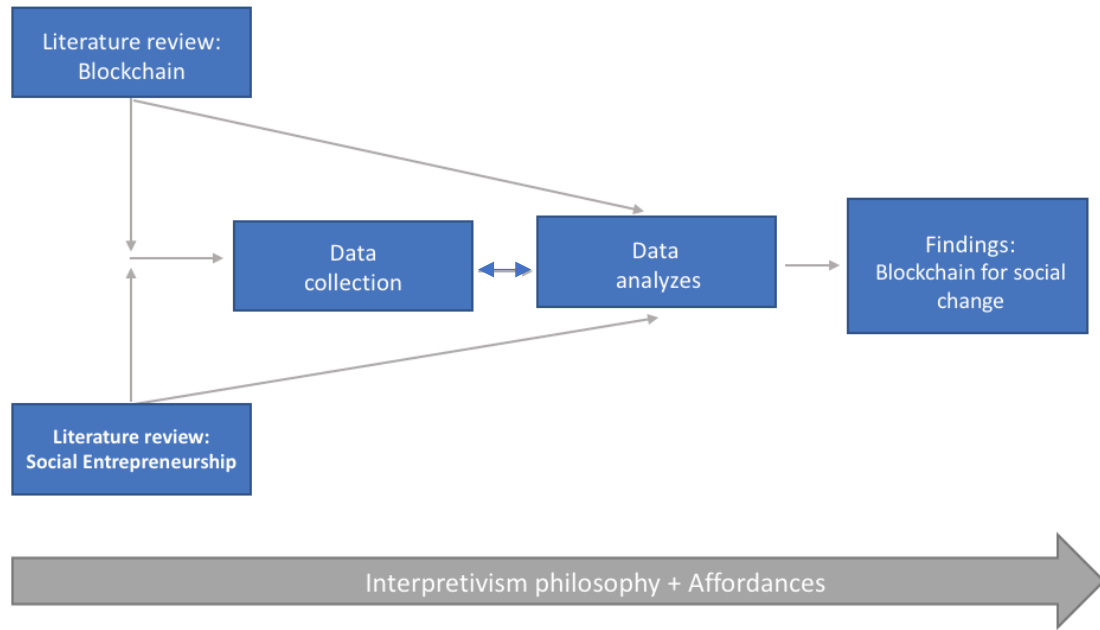 Literature review:
Blockchain
Data
collection
Data
analyzes
Findings:
Blockchain for social
change
Literature review:
Social Entrepreneurship
Interpretivism philosophy + Affordances